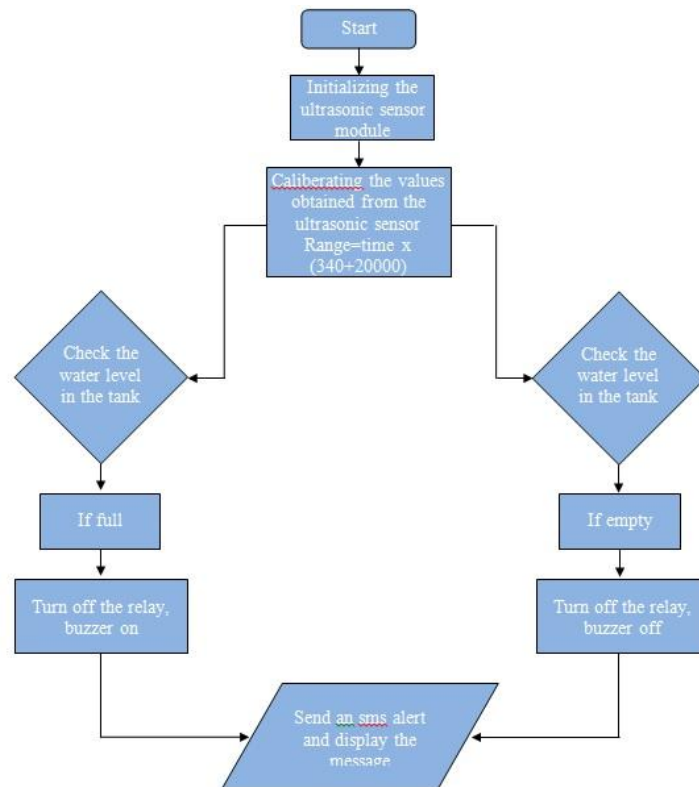 Start
Initializing the
ultrasonic sensor
module
Caliberating the values
obtained from the
ultrasonic sensor
Range=time x
(340+20000)
Check the
water level
in the tank
Check the
water level
in the tank
If full
If empty
Turn off the relay,
buzzer on
Turn off the relay,
buzzer off
Send an sms alert
and display the
message